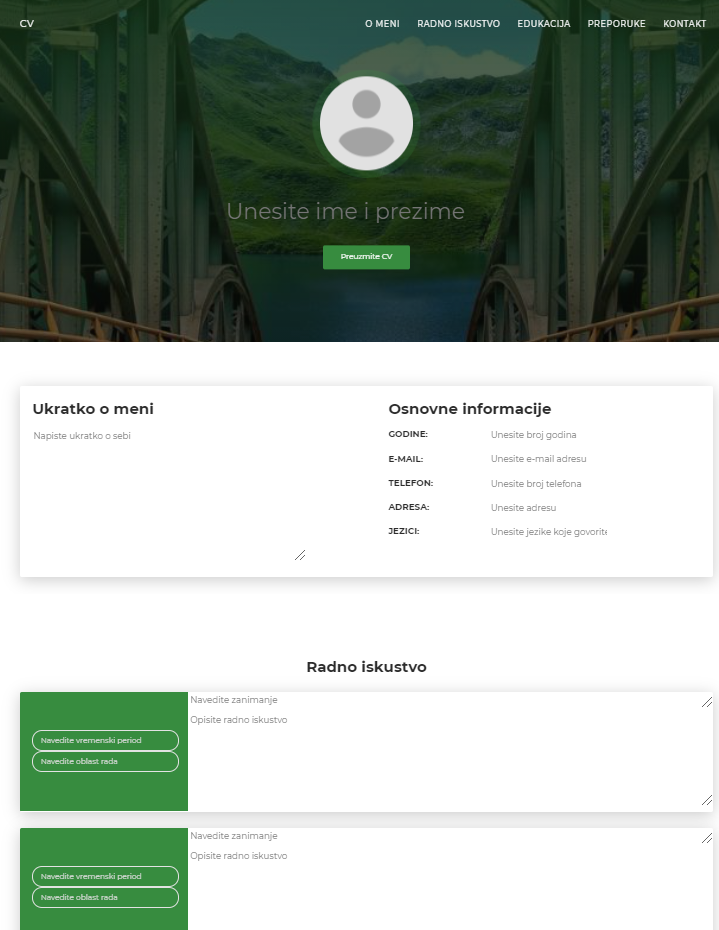 CV
O MENI RADNO ISKUSTVO EDUKACIJA PREPORUKE KONTAKT
Unesite ime i prezime
Preuzmite CV
Ukratko o meni
Napiste ukratko o sebi
Osnovne informacije
GODINE: Unesite broj godina
E-MAIL: Unesite e-mail adresu
TELEFON: Unesite broj telefona
ADRESA: Unesite adresu
JEZICI: Unesite jezike koje govorite
Radno iskustvo
Navedite vremenski period
Navedite oblast rada
Navedite zanimanje
Opisite radno iskustvo
Navedite vremenski period
Navedite oblast rada
Navedite zanimanje
Opisite radno iskustvo